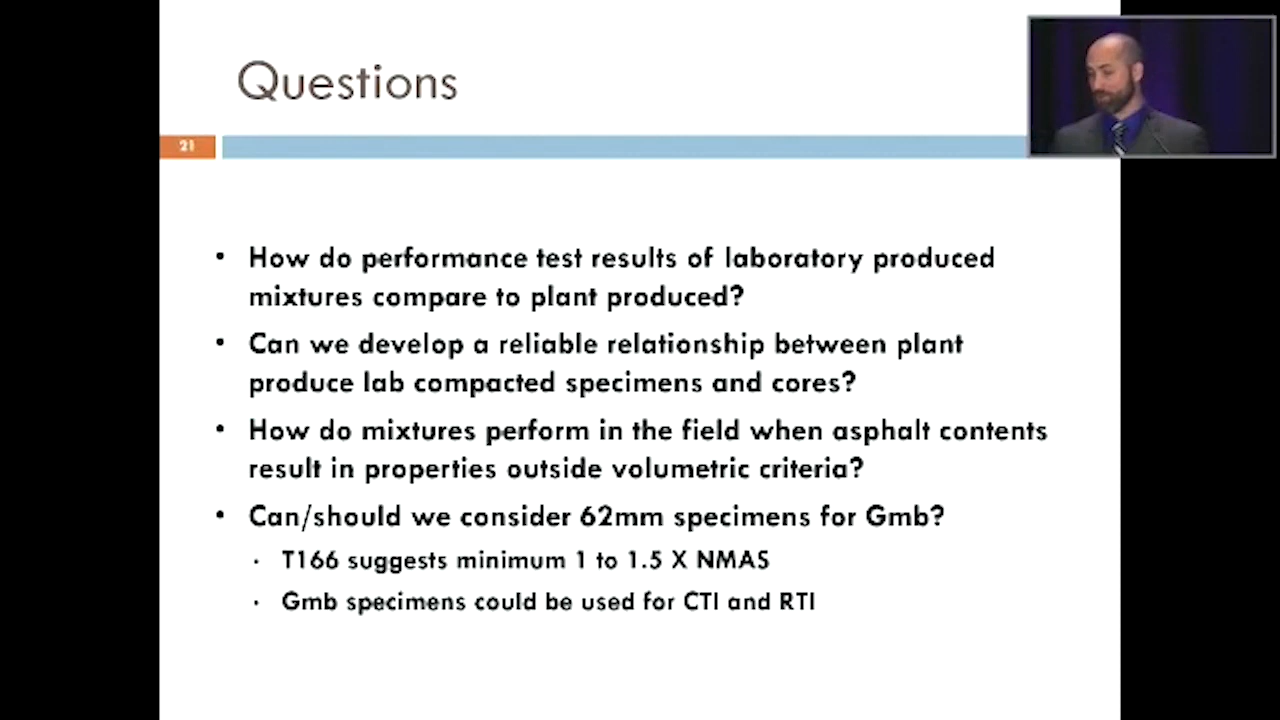 Questions
21
• How do performance test results of laboratory produced
mixtures compare to plant produced?
• Can we develop a reliable relationship between plant
produce lab compacted specimens and cores?
• How do mixtures perform in the field when asphalt contents
result in properties outside volumetric criteria?
• Can/should we consider 62mm specimens for Gmb?
• T166 suggests minimum 1 to 1.5 X NMAS
• Gmb specimens could be used for CTI and RTI